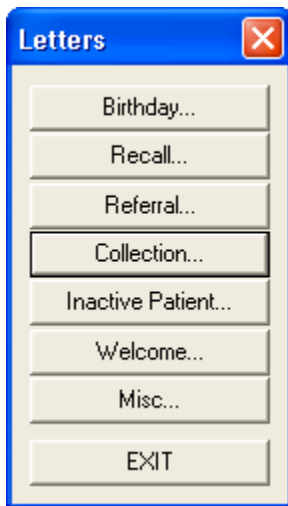 Letters
Birthday...
Recall...
Referral...
Collection...
Inactive Patient...
Welcome...
Misc...
EXIT